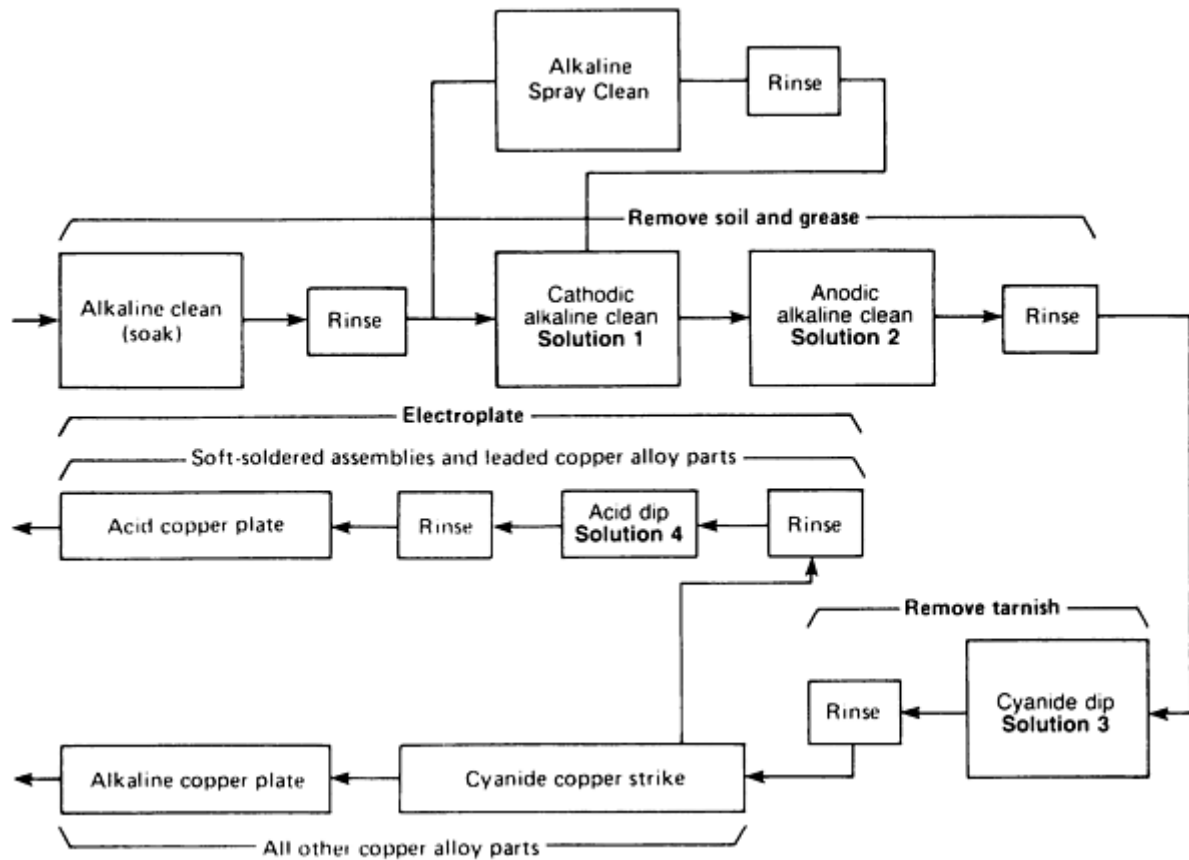 Alkaline
Spray Clean
Rinse
Remove soil and grease
Alkaline clean
(soak)
Rinse
Cathodic
alkaline clean
Solution 1
Anodic
alkaline clean
Solution 2
Rinse
Electroplate
Soft-soldered assemblies and leaded copper alloy parts
Acid copper plate
Rinse
Acid dip
Solution 4
Rinse
Remove tarnish
Rinse
Cyanide dip
Solution 3
Alkaline copper plate
Cyanide copper strike
All other copper alloy parts